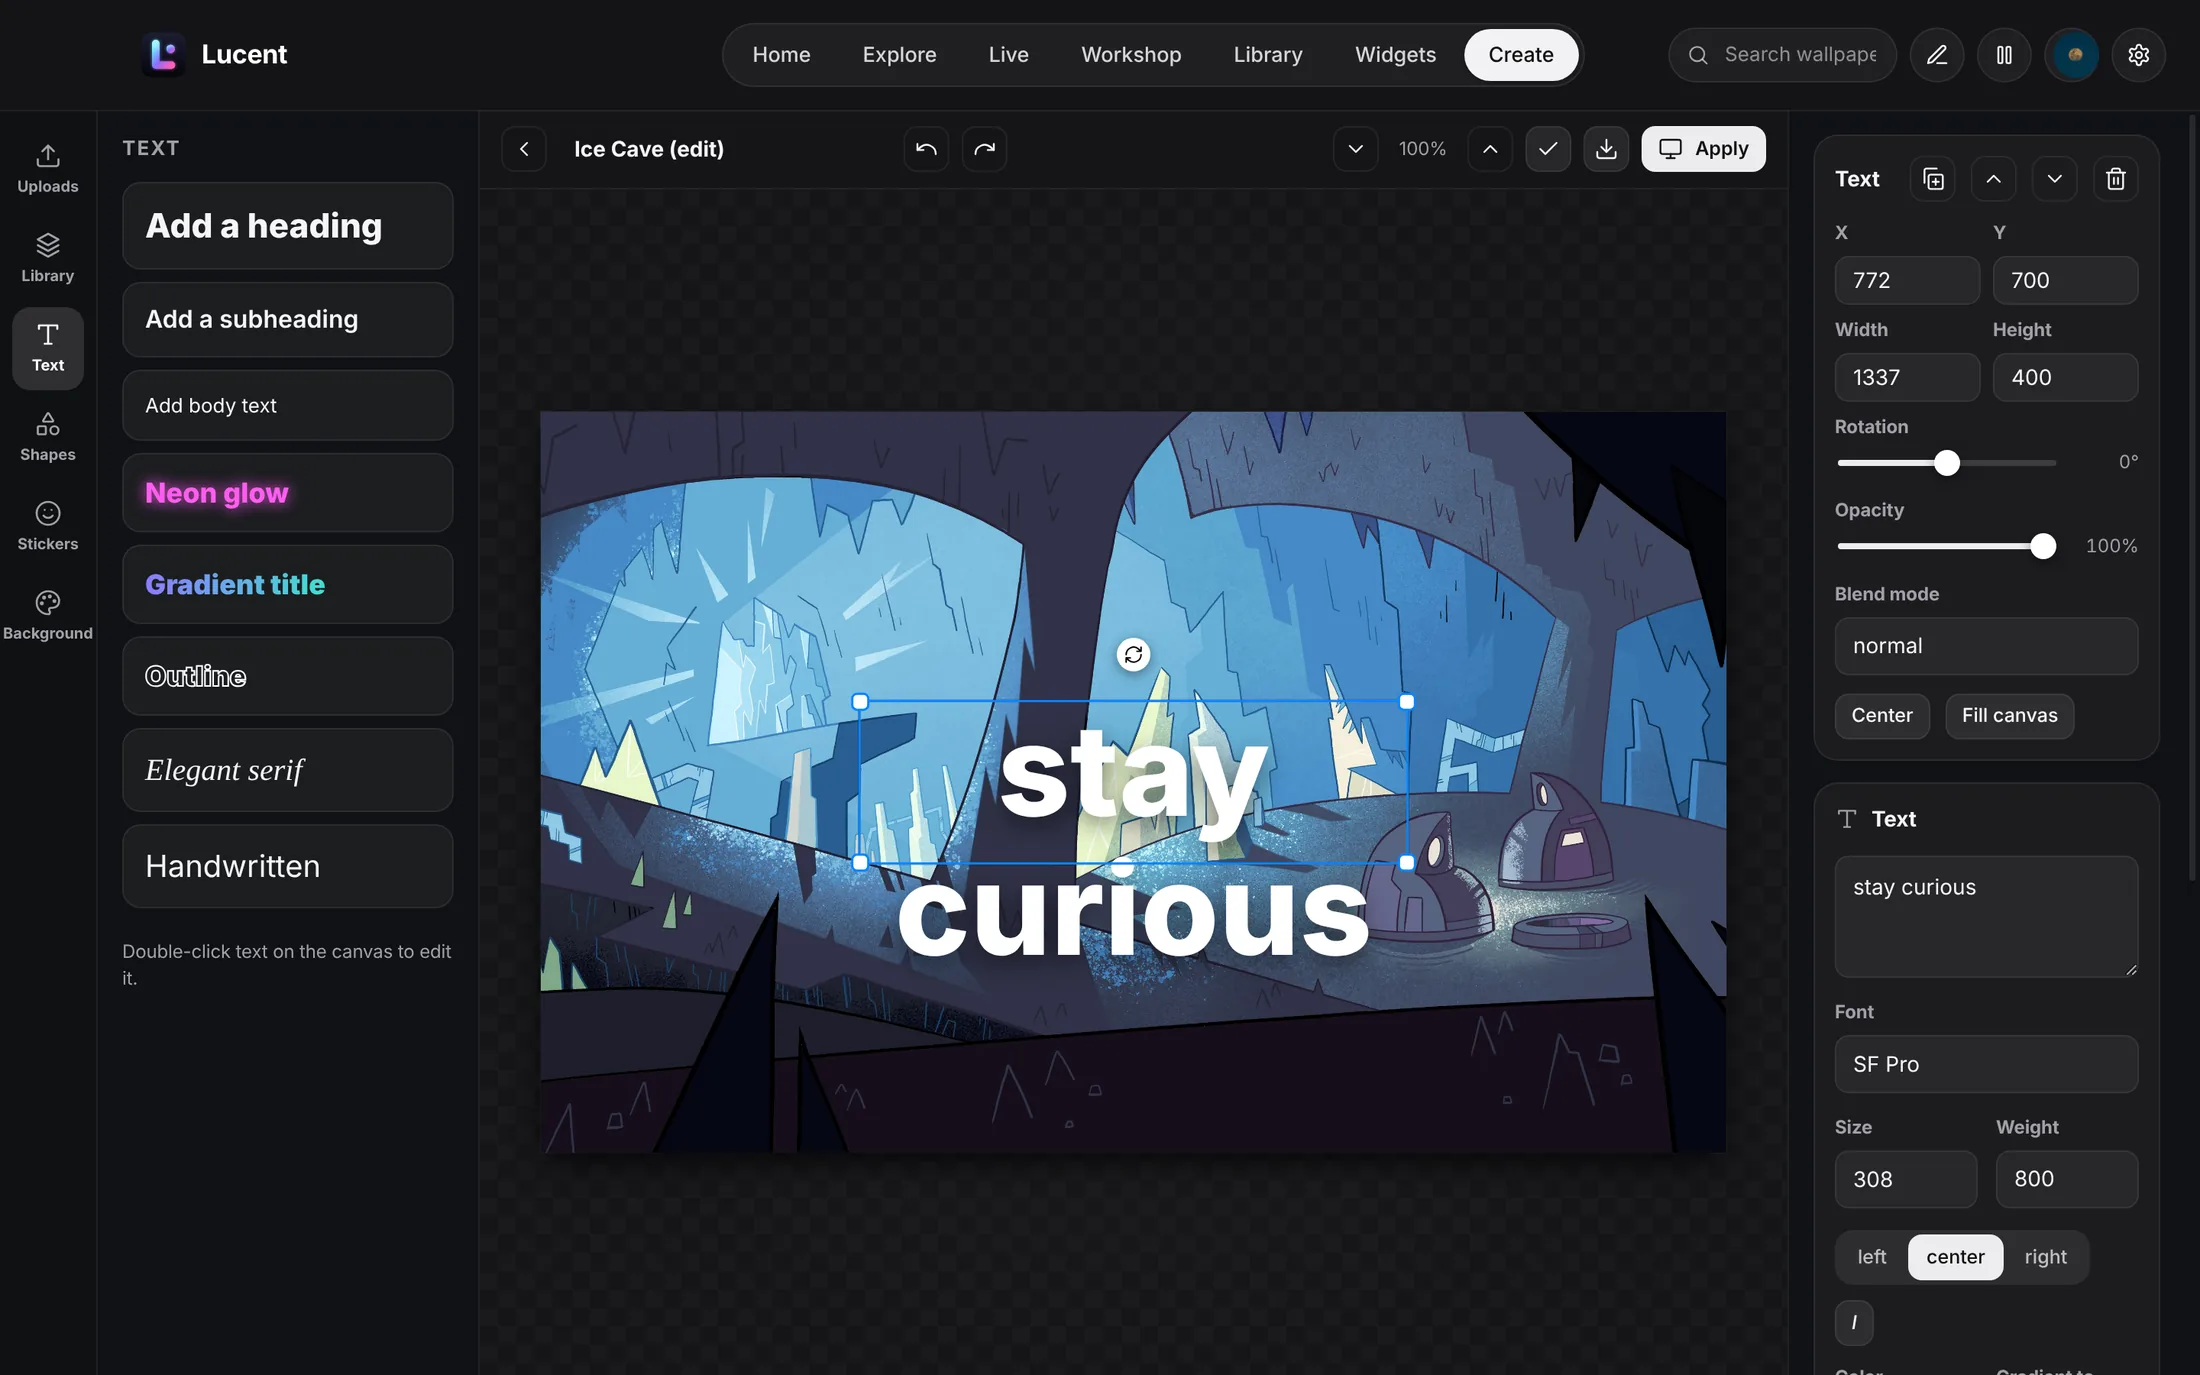 Lucent
Home
Explore
Live
Workshop
Library
Widgets
Create
Search wallpape
Uploads
Library
Text
Shapes
Stickers
Background
TEXT
Add a heading
Add a subheading
Add body text
Neon glow
Gradient title
Outline
Elegant serif
Handwritten
Double-click text on the canvas to edit
it.
Ice Cave (edit)
100%
Apply
stay
curious
Text
X
Y
772
700
Width
Height
1337
400
Rotation
0°
Opacity
100%
Blend mode
normal
Center
Fill canvas
Text
stay curious
Font
SF Pro
Size
Weight
308
800
left
center
right
I